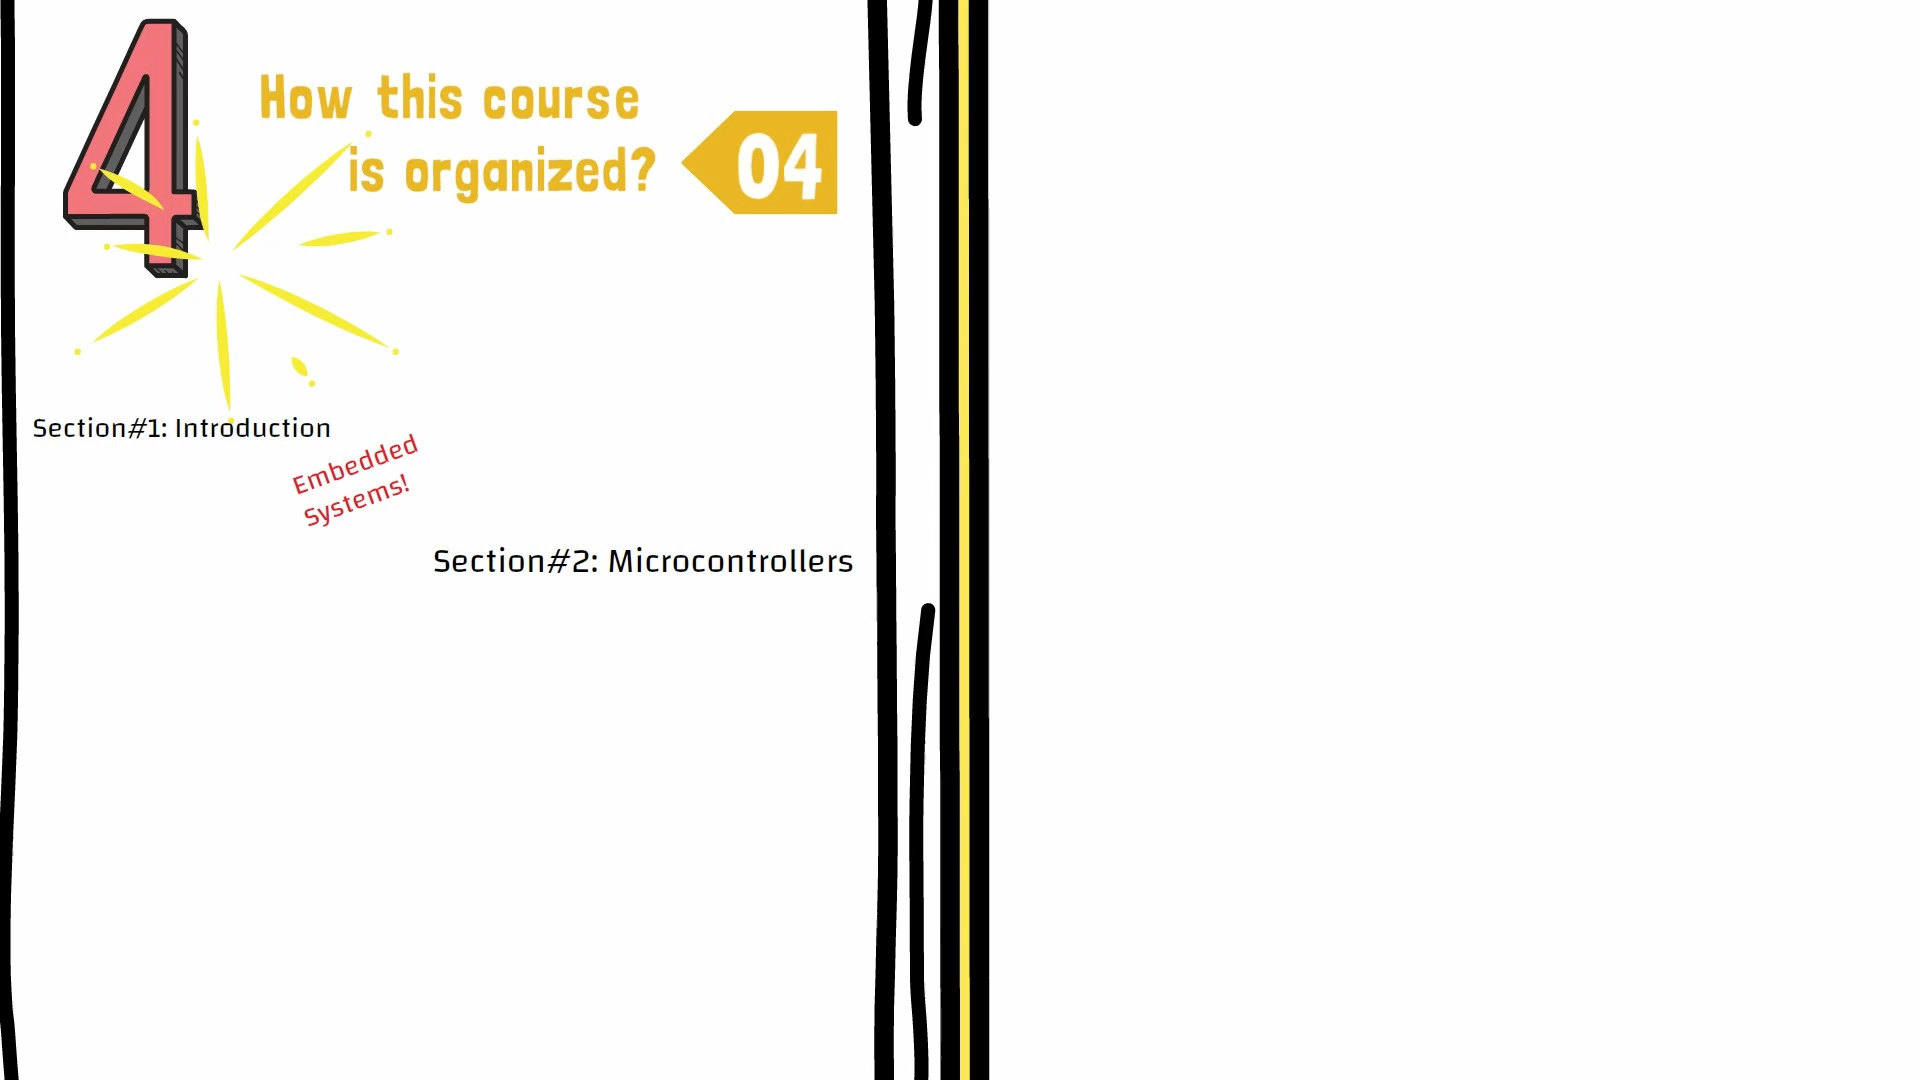 4
How this course
is organized?
04
Section#1: Introduction
Embedded
Systems!
Section#2: Microcontrollers